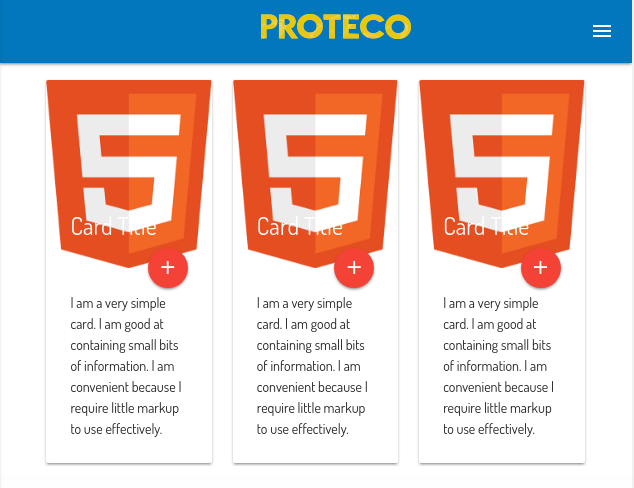 PROTECO
Card Title
I am a very simple
card. I am good at
containing small bits
of information. I am
convenient because I
require little markup
to use effectively.
Card Title
I am a very simple
card. I am good at
containing small bits
of information. I am
convenient because I
require little markup
to use effectively.
Card Title
I am a very simple
card. I am good at
containing small bits
of information. I am
convenient because I
require little markup
to use effectively.